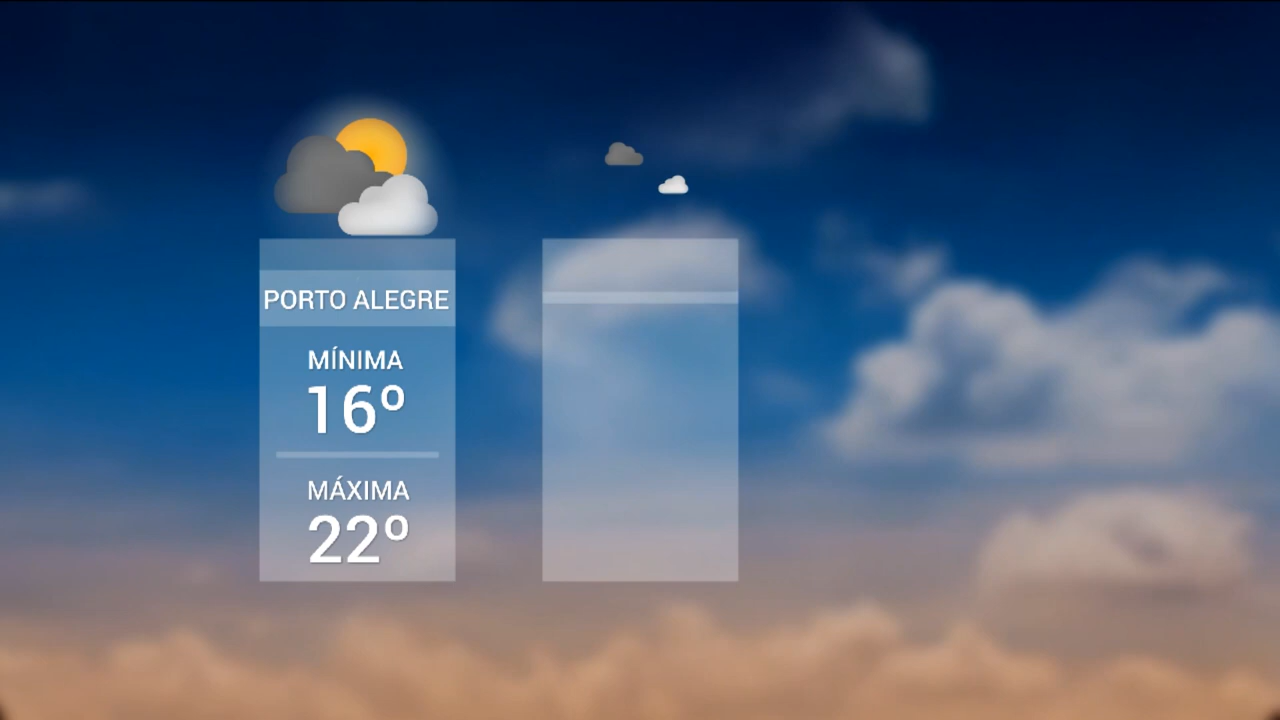 PORTO ALEGRE
MÍNIMA
16º
MÁXIMA
22º